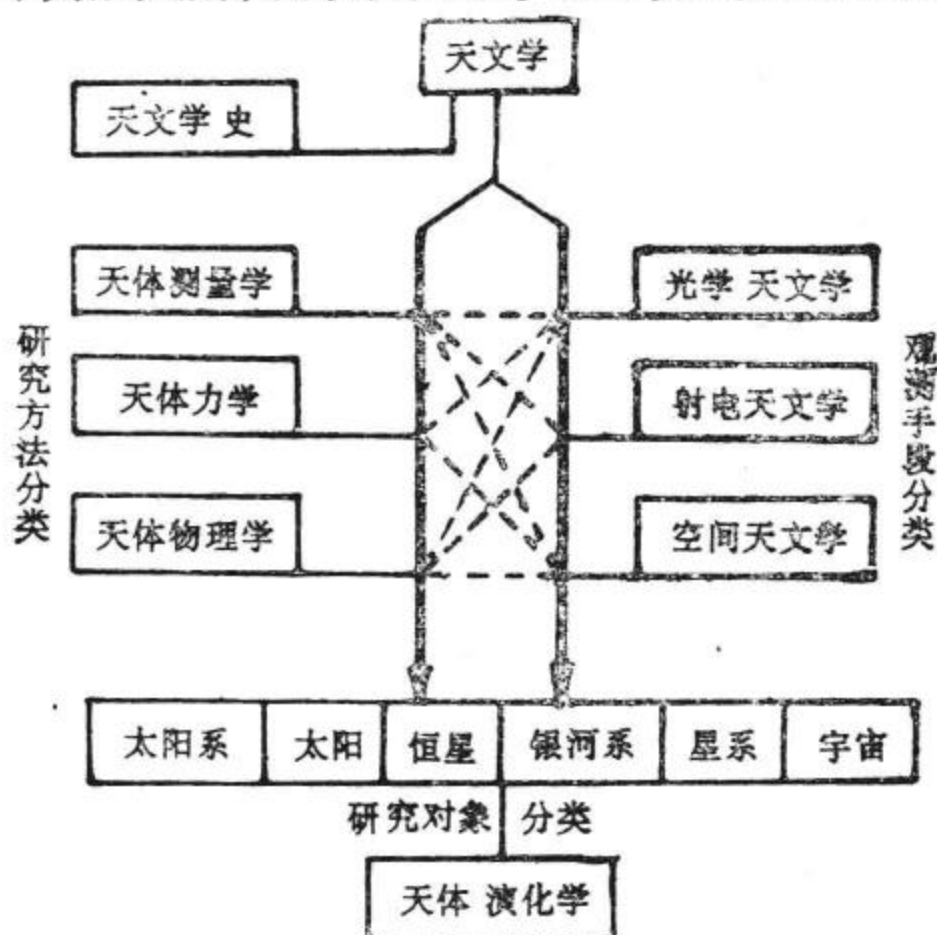 天文学
天文学史
天体测量学
光学天文学
研究方法分类
观测手段分类
天体力学
射电天文学
天体物理学
空间天文学
太阳系 太阳 恒星 银河系 星系 宇宙
研究对象分类
天体演化学